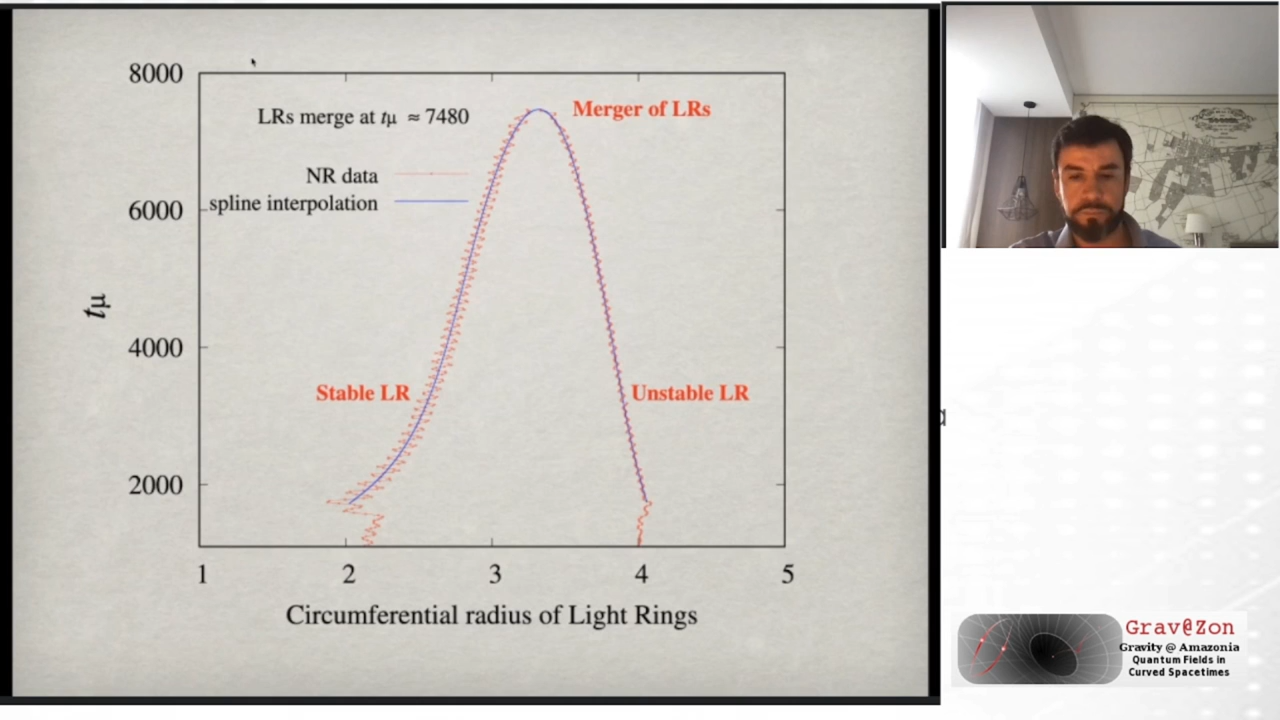 8000
LRs merge at tμ ≈ 7480
Merger of LRs
NR data
6000
spline interpolation
tμ
4000
Stable LR
Unstable LR
2000
1 2 3 4 5
Circumferential radius of Light Rings
Grav@Zon
Gravity @ Amazonia
Quantum Fields in
Curved Spacetimes